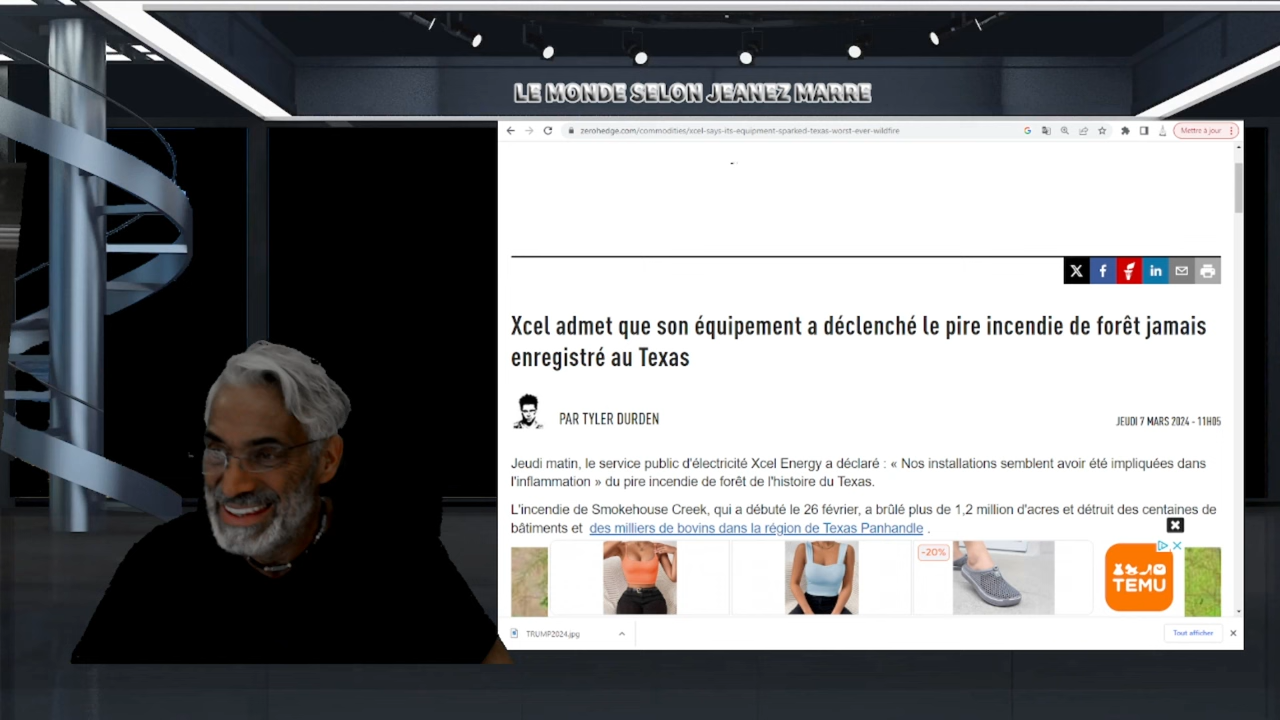 LE MONDE SELON JEANEZ MARRE
zerohedge.com/commodities/xcel-says-its-equipment-sparked-texas-worst-ever-wildfire
Mettre à jour
Xcel admet que son équipement a déclenché le pire incendie de forêt jamais
enregistré au Texas
PAR TYLER DURDEN
JEUDI 7 MARS 2024 - 11H05
Jeudi matin, le service public d'électricité Xcel Energy a déclaré : « Nos installations semblent avoir été impliquées dans
l'inflammation » du pire incendie de forêt de l'histoire du Texas.
L'incendie de Smokehouse Creek, qui a débuté le 26 février, a brûlé plus de 1,2 million d'acres et détruit des centaines de
bâtiments et des milliers de bovins dans la région de Texas Panhandle .
-20%
TEMU
TRUMP2024.jpg
Tout afficher